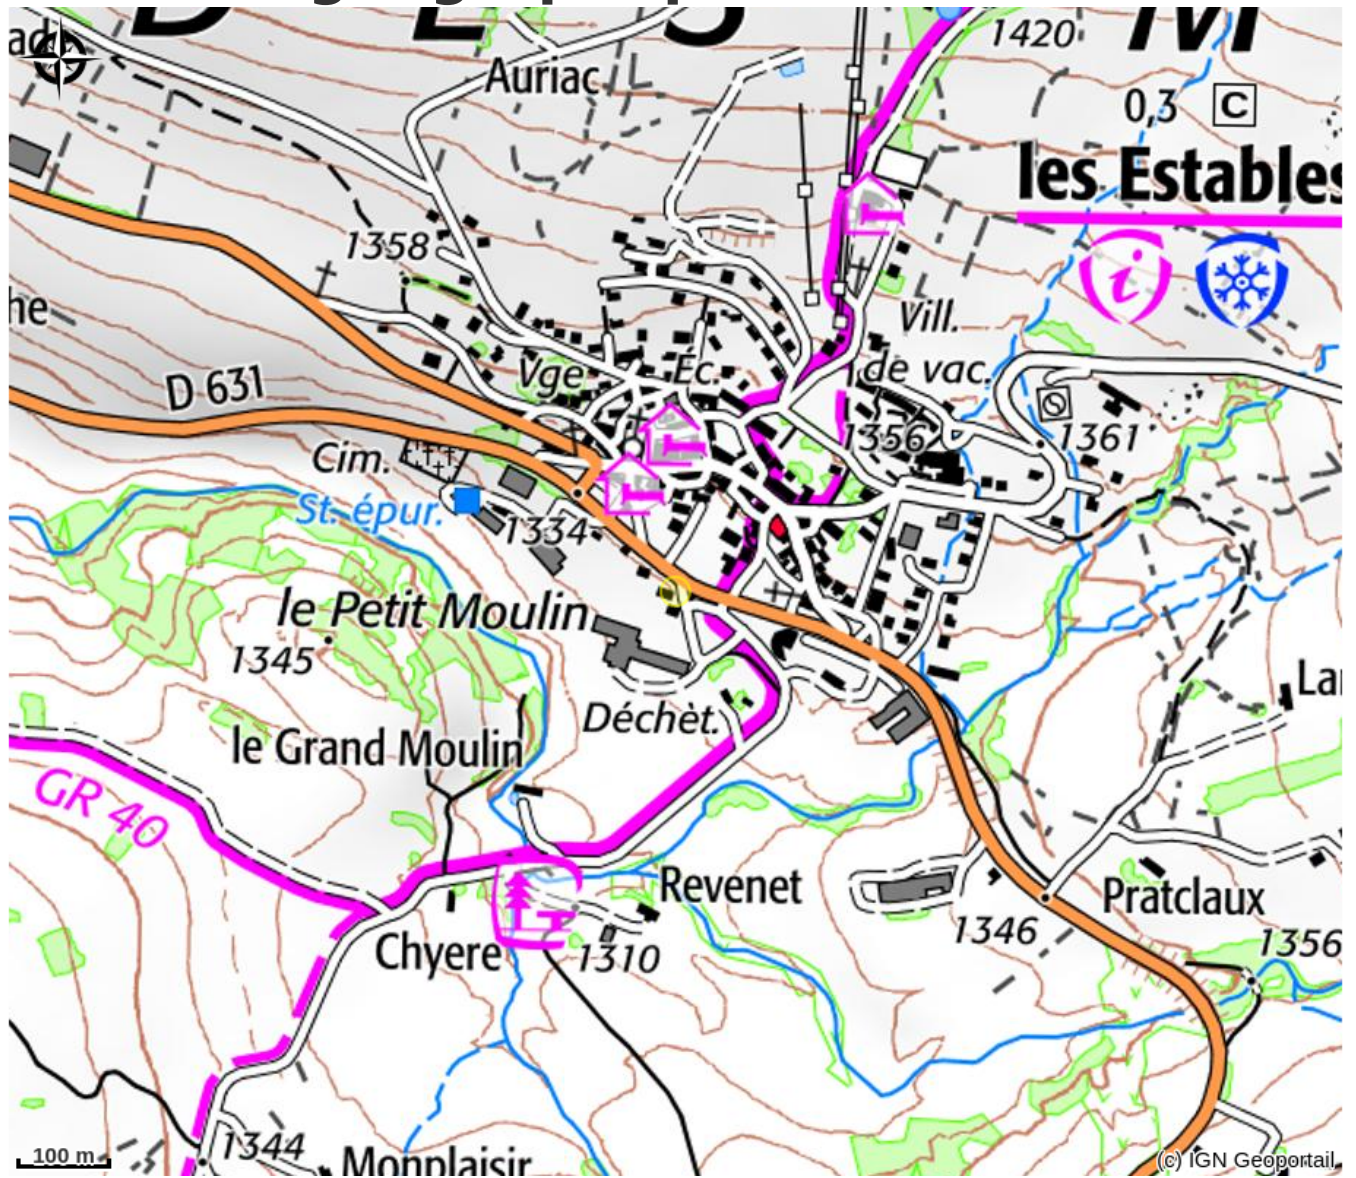 1420
Auriac
0,3 C
les Estables
1358
i
Vill.
de vac.
Vge
Éc.
D 631
Cim.
1356
1361
St. épur.
1334
le Petit Moulin
1345
Déchèt.
le Grand Moulin
GR 40
Revenet
Pratclaux
1346
1356
Chyere
1310
1344
Monplaisir
100 m
(c) IGN Geoportail